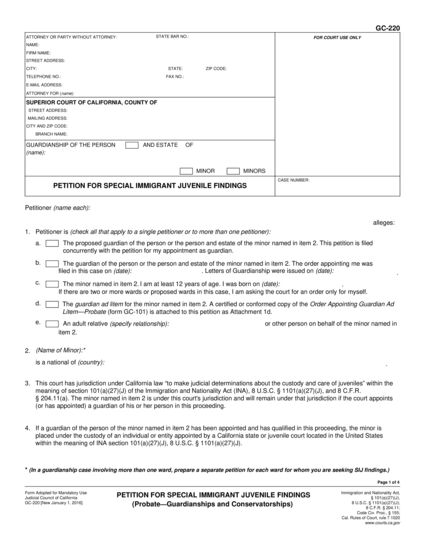 GC-220
ATTORNEY OR PARTY WITHOUT ATTORNEY: STATE BAR NO.: FOR COURT USE ONLY
NAME:
FIRM NAME:
STREET ADDRESS:
CITY: STATE: ZIP CODE:
TELEPHONE NO.: FAX NO.:
E-MAIL ADDRESS:
ATTORNEY FOR (name):
SUPERIOR COURT OF CALIFORNIA, COUNTY OF
STREET ADDRESS:
MAILING ADDRESS:
CITY AND ZIP CODE:
BRANCH NAME:
GUARDIANSHIP OF THE PERSON AND ESTATE OF
(name):
MINOR MINORS
PETITION FOR SPECIAL IMMIGRANT JUVENILE FINDINGS
CASE NUMBER:
Petitioner (name each):
alleges:
1. Petitioner is (check all that apply to a single petitioner or to more than one petitioner):
a. The proposed guardian of the person or the person and estate of the minor named in item 2. This petition is filed
concurrently with the petition for my appointment as guardian.
b. The guardian of the person or the person and estate of the minor named in item 2. The order appointing me was
filed in this case on (date): . Letters of Guardianship were issued on (date): .
c. The minor named in item 2. I am at least 12 years of age. I was born on (date): .
If there are two or more wards or proposed wards in this case, I am asking the court for an order only for myself.
d. The guardian ad litem for the minor named in item 2. A certified or conformed copy of the Order Appointing Guardian Ad
Litem—Probate (form GC-101) is attached to this petition as Attachment 1d.
e. An adult relative (specify relationship): or other person on behalf of the minor named in
item 2.
2. (Name of Minor):*
is a national of (country): .
3. This court has jurisdiction under California law "to make judicial determinations about the custody and care of juveniles" within the
meaning of section 101(a)(27)(J) of the Immigration and Nationality Act (INA), 8 U.S.C. § 1101(a)(27)(J), and 8 C.F.R.
§ 204.11(a). The minor named in item 2 is under this court's jurisdiction and will remain under that jurisdiction if the court appoints
(or has appointed) a guardian of his or her person in this proceeding.
4. If a guardian of the person of the minor named in item 2 has been appointed and has qualified in this proceeding, the minor is
placed under the custody of an individual or entity appointed by a California state or juvenile court located in the United States
within the meaning of INA section 101(a)(27)(J), 8 U.S.C. § 1101(a)(27)(J).
* (In a guardianship case involving more than one ward, prepare a separate petition for each ward for whom you are seeking SIJ findings.)
Page 1 of 4
Form Adopted for Mandatory Use
Judicial Council of California
GC-220 [New January 1, 2016]
PETITION FOR SPECIAL IMMIGRANT JUVENILE FINDINGS
(Probate—Guardianships and Conservatorships)
Immigration and Nationality Act,
§ 101(a)(27)(J);
8 U.S.C. § 1101(a)(27)(J);
8 C.F.R. § 204.11;
Code Civ. Proc., § 155;
Cal. Rules of Court, rule 7.1020
www.courts.ca.gov